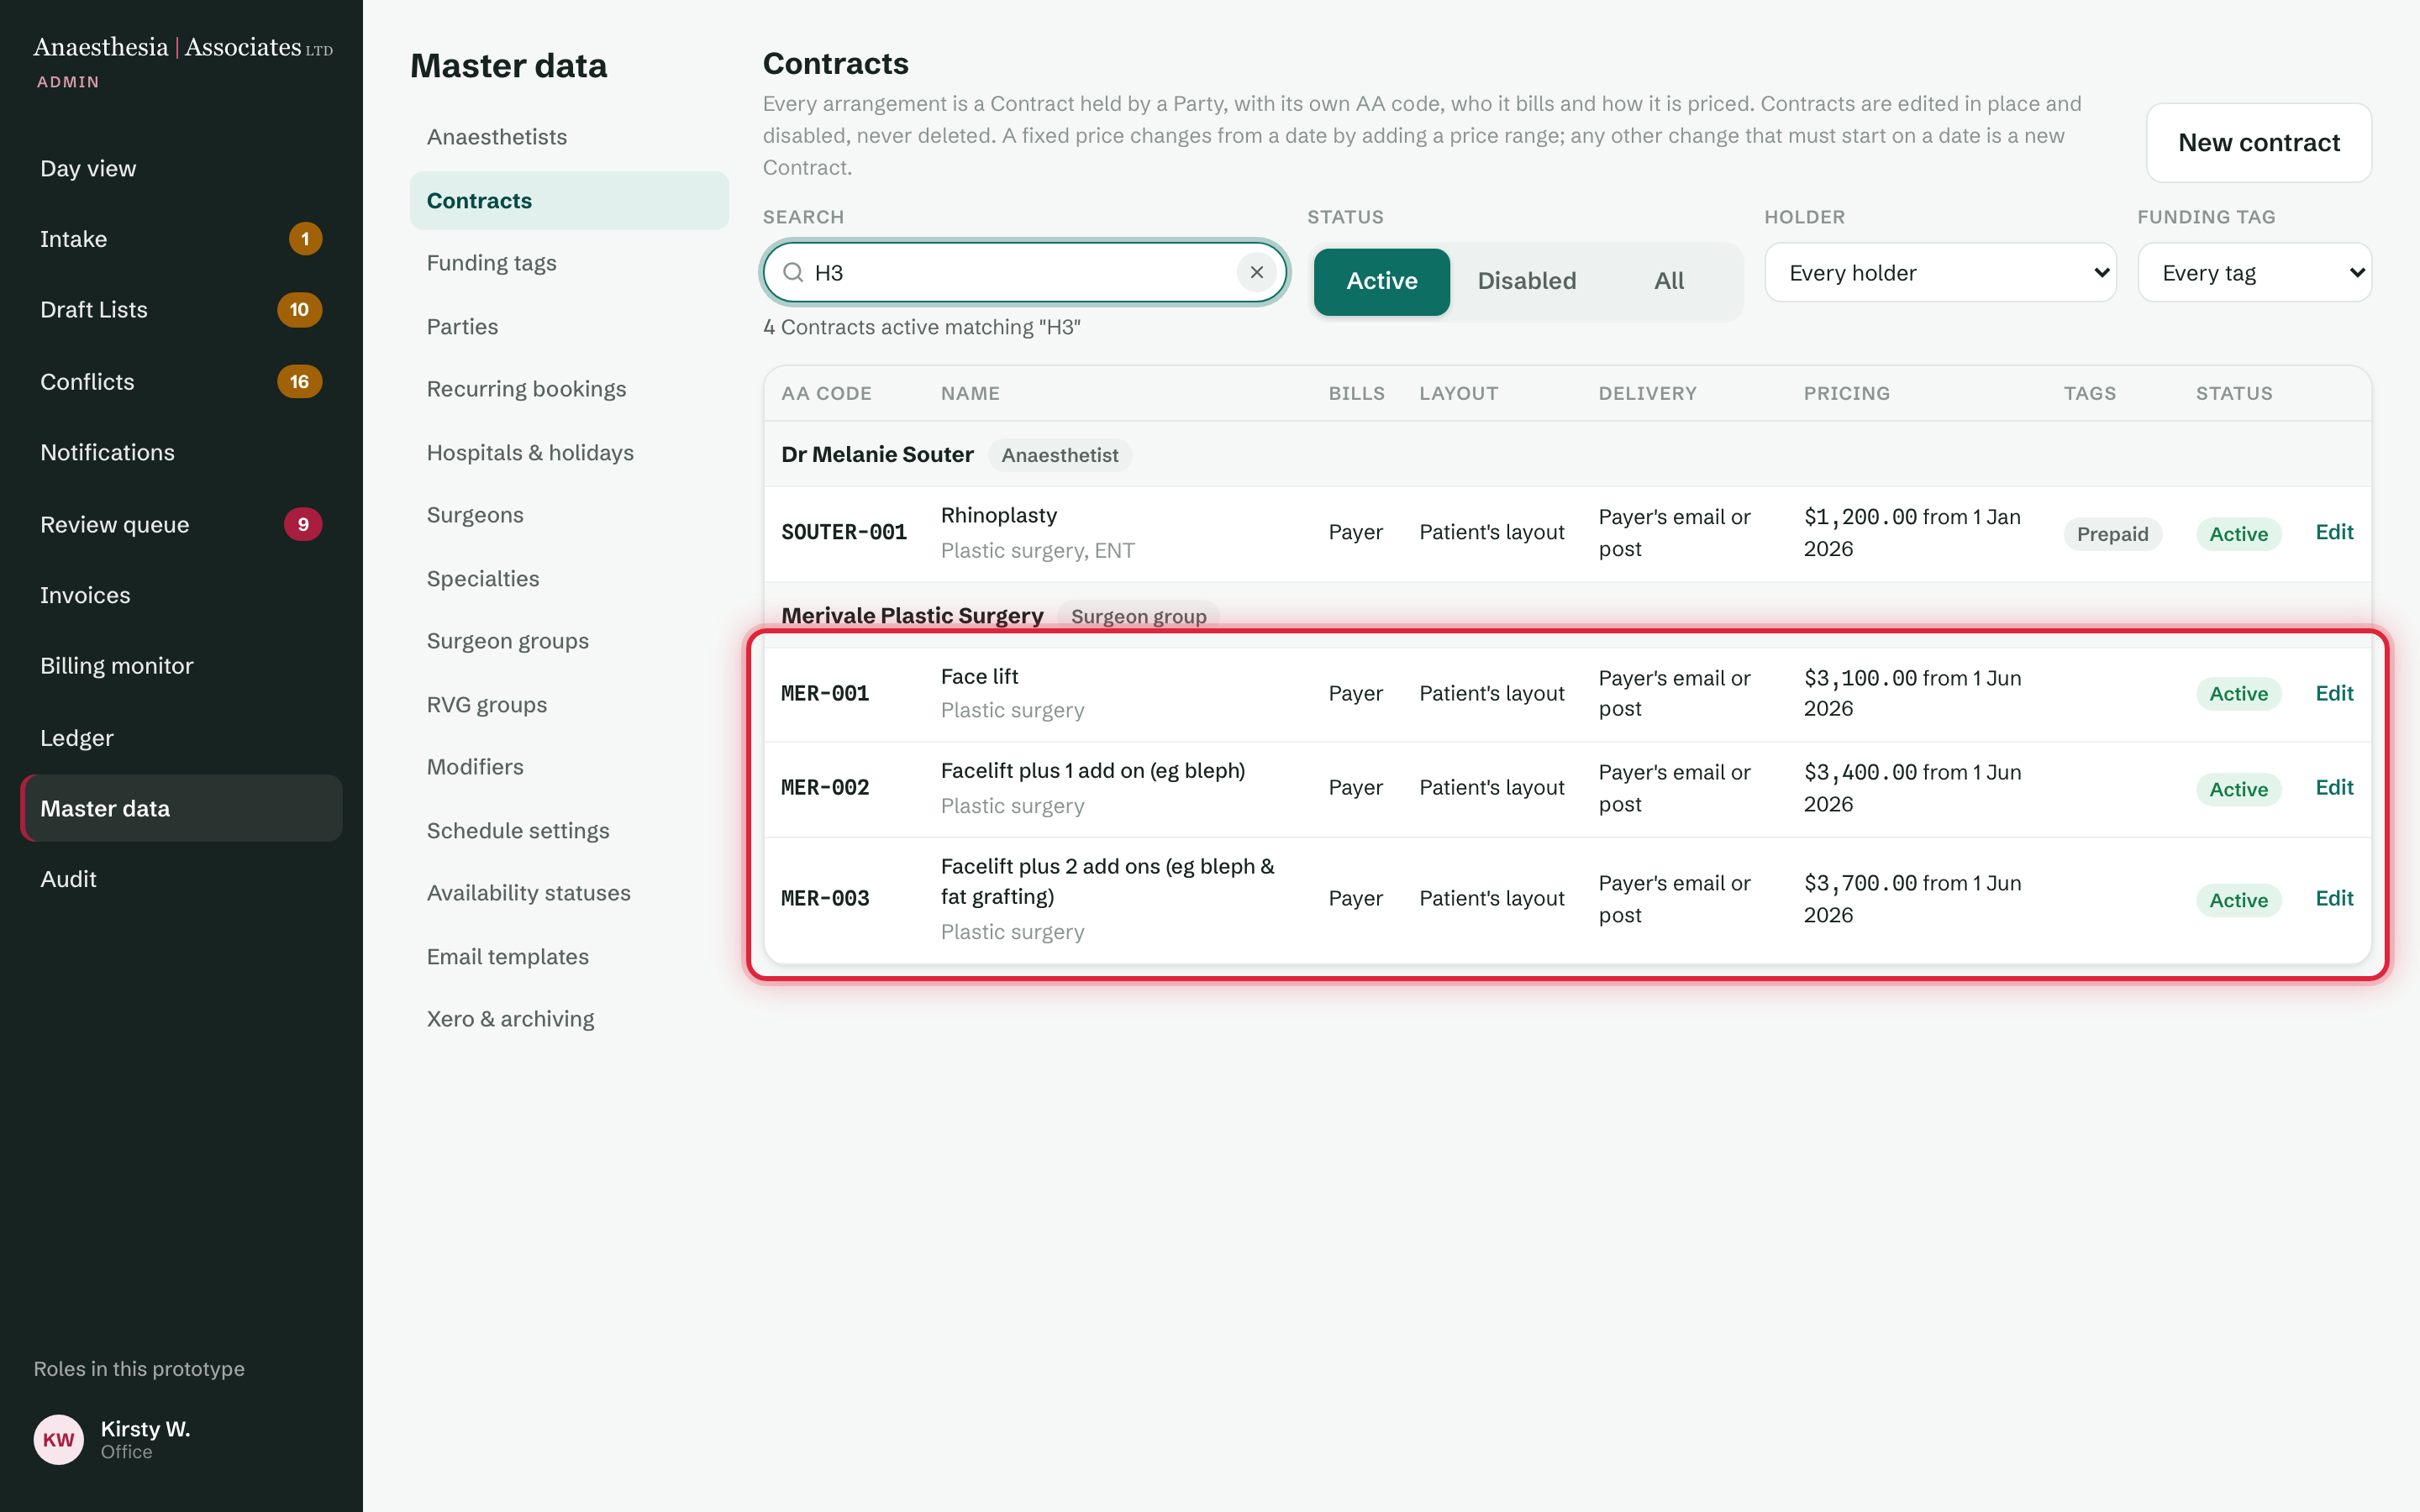 Anaesthesia | Associates LTD
ADMIN
Day view
Intake 1
Draft Lists 10
Conflicts 16
Notifications
Review queue 9
Invoices
Billing monitor
Ledger
Master data
Audit
Roles in this prototype
KW
Kirsty W.
Office
Master data
Anaesthetists
Contracts
Funding tags
Parties
Recurring bookings
Hospitals & holidays
Surgeons
Specialties
Surgeon groups
RVG groups
Modifiers
Schedule settings
Availability statuses
Email templates
Xero & archiving
Contracts
Every arrangement is a Contract held by a Party, with its own AA code, who it bills and how it is priced. Contracts are edited in place and
disabled, never deleted. A fixed price changes from a date by adding a price range; any other change that must start on a date is a new
Contract.
New contract
SEARCH STATUS HOLDER FUNDING TAG
H3 Active Disabled All Every holder Every tag
4 Contracts active matching "H3"
AA CODE NAME BILLS LAYOUT DELIVERY PRICING TAGS STATUS
Dr Melanie Souter Anaesthetist
SOUTER-001 Rhinoplasty Payer Patient's layout Payer's email or $1,200.00 from 1 Jan Prepaid Active Edit
Plastic surgery, ENT post 2026
Merivale Plastic Surgery Surgeon group
MER-001 Face lift Payer Patient's layout Payer's email or $3,100.00 from 1 Jun Active Edit
Plastic surgery post 2026
MER-002 Facelift plus 1 add on (eg bleph) Payer Patient's layout Payer's email or $3,400.00 from 1 Jun Active Edit
Plastic surgery post 2026
MER-003 Facelift plus 2 add ons (eg bleph & Payer Patient's layout Payer's email or $3,700.00 from 1 Jun Active Edit
fat grafting) post 2026
Plastic surgery